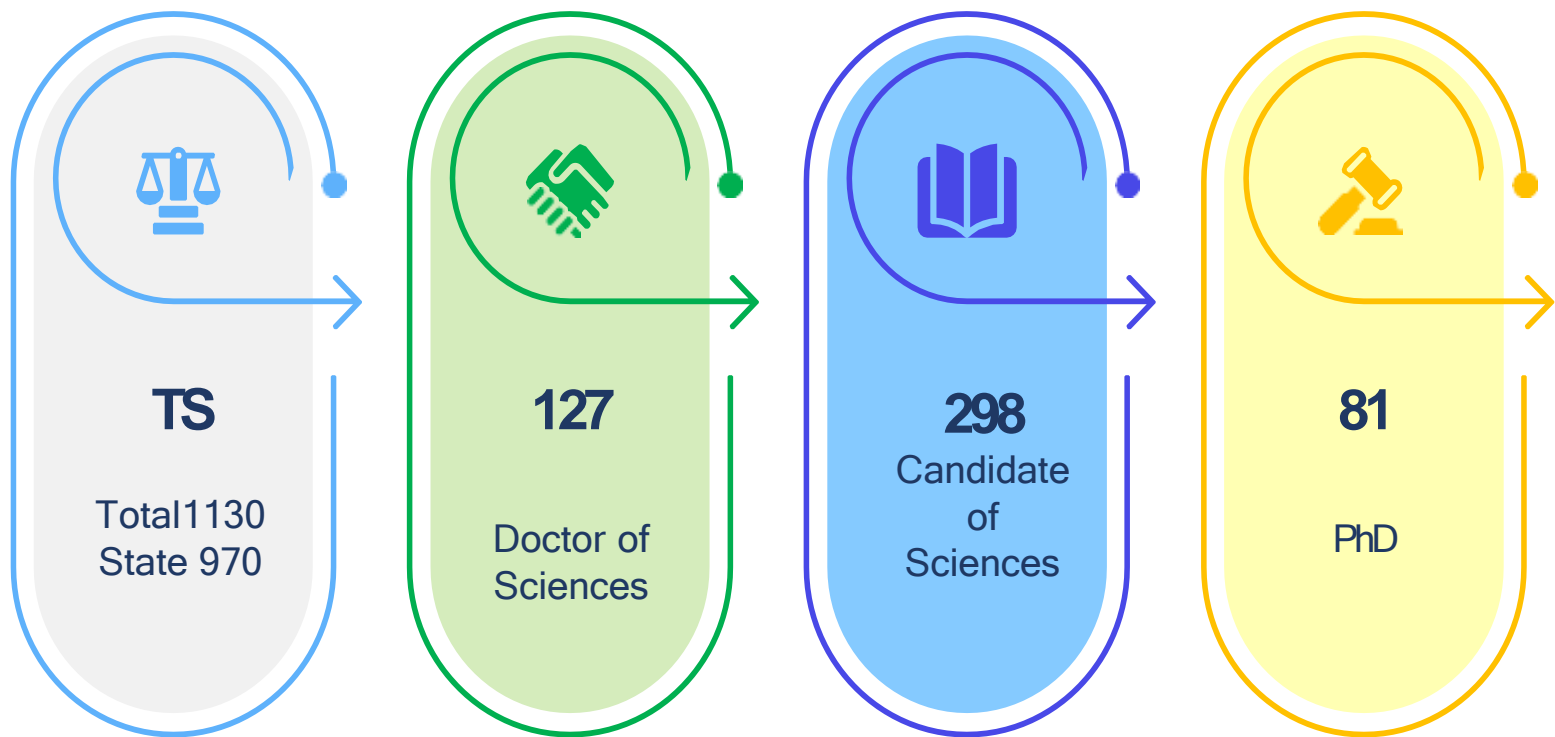 TS
Total1130
State 970
127
Doctor of
Sciences
298
Candidate
of
Sciences
81
PhD